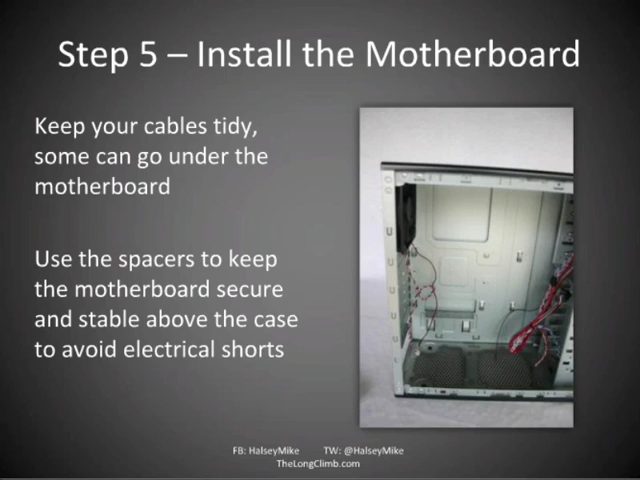 Step 5 – Install the Motherboard
Keep your cables tidy,
some can go under the
motherboard
Use the spacers to keep
the motherboard secure
and stable above the case
to avoid electrical shorts
FB: HalseyMike TW: @HalseyMike
TheLongClimb.com